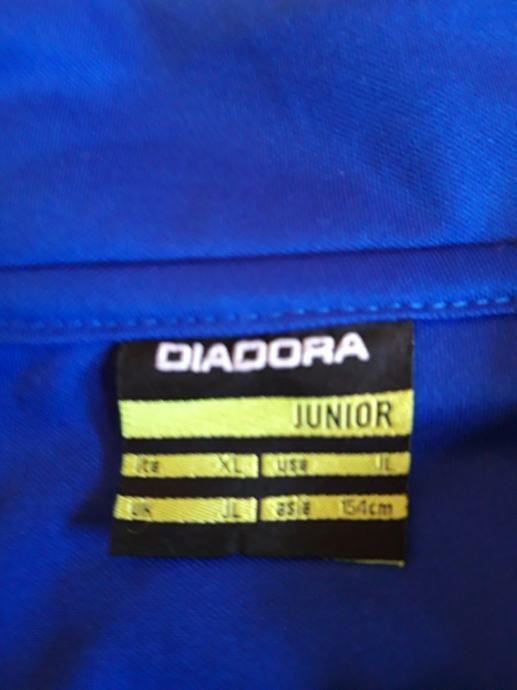 DIADORA
JUNIOR
ita XL usa JL
uk JL asia 154cm